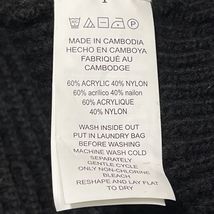 MADE IN CAMBODIA
HECHO EN CAMBOYA
FABRIQUÉ AU
CAMBODGE
60% ACRYLIC 40% NYLON
60% acrílico 40% nailon
60% ACRYLIQUE
40% NYLON
WASH INSIDE OUT
PUT IN LAUNDRY BAG
BEFORE WASHING
MACHINE WASH COLD
SEPARATELY
GENTLE CYCLE
ONLY NON-CHLORINE
BLEACH
RESHAPE AND LAY FLAT
TO DRY